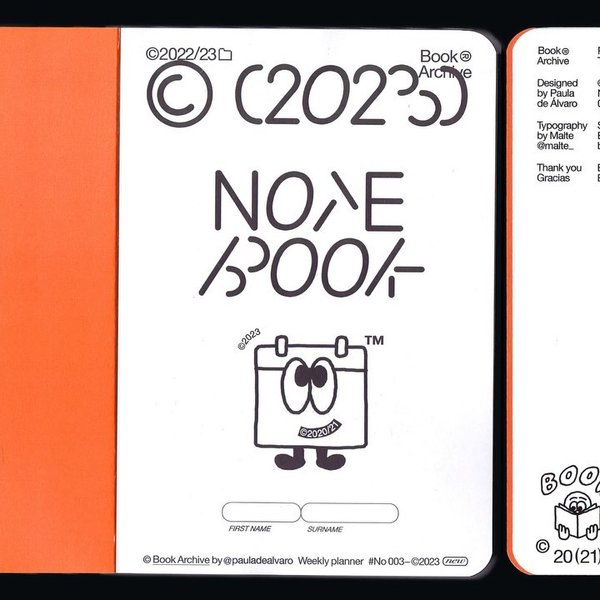 ©2022/23
Book
Archive
© (2023)
NOTE
BOOK
©2023
TM
©2020/21
FIRST NAME
SURNAME
© Book Archive by @pauladealvaro Weekly planner #No 003– ©2023 new
Book
Archive
Designed
by Paula
de Álvaro
Typography
by Malte
@malte_
Thank you
Gracias
© 20(21)